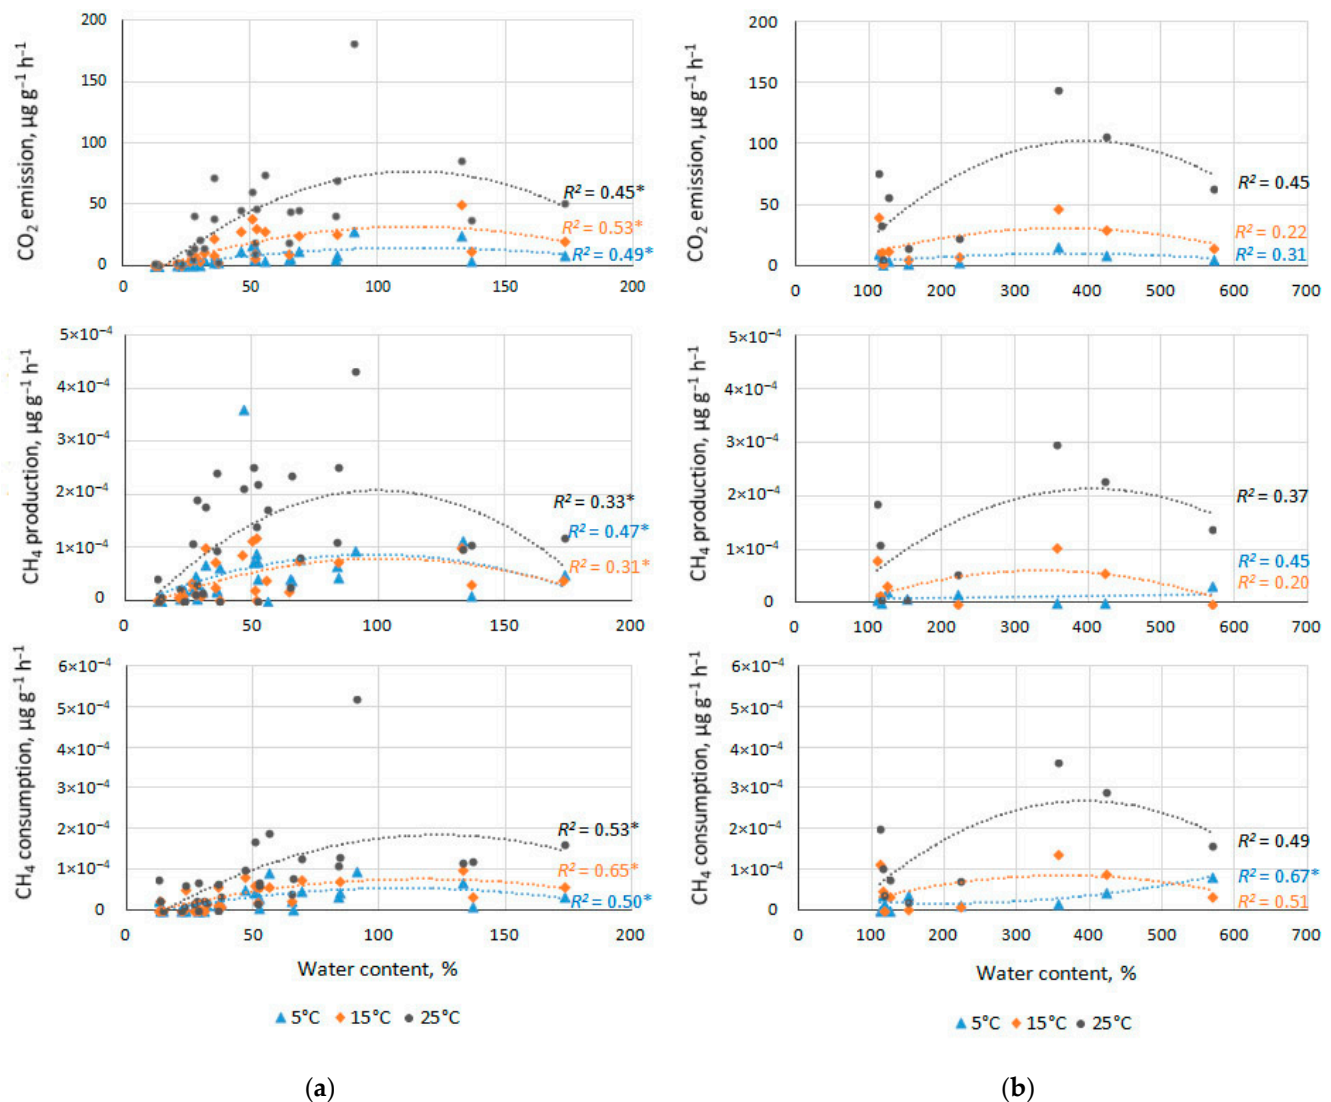 CO₂ emission, µg g⁻¹ h⁻¹
200
150
100
50
0
0 50 100 150 200
R² = 0.45*
R² = 0.53*
R² = 0.49*
CO₂ emission, µg g⁻¹ h⁻¹
200
150
100
50
0
0 100 200 300 400 500 600 700
R² = 0.45
R² = 0.22
R² = 0.31
CH₄ production, µg g⁻¹ h⁻¹
5×10⁻⁴
4×10⁻⁴
3×10⁻⁴
2×10⁻⁴
1×10⁻⁴
0
0 50 100 150 200
R² = 0.33*
R² = 0.47*
R² = 0.31*
CH₄ production, µg g⁻¹ h⁻¹
5×10⁻⁴
4×10⁻⁴
3×10⁻⁴
2×10⁻⁴
1×10⁻⁴
0
0 100 200 300 400 500 600 700
R² = 0.37
R² = 0.45
R² = 0.20
CH₄ consumption, µg g⁻¹ h⁻¹
6×10⁻⁴
5×10⁻⁴
4×10⁻⁴
3×10⁻⁴
2×10⁻⁴
1×10⁻⁴
0
0 50 100 150 200
R² = 0.53*
R² = 0.65*
R² = 0.50*
Water content, %
5°C 15°C 25°C
(a)
CH₄ consumption, µg g⁻¹ h⁻¹
6×10⁻⁴
5×10⁻⁴
4×10⁻⁴
3×10⁻⁴
2×10⁻⁴
1×10⁻⁴
0
0 100 200 300 400 500 600 700
R² = 0.49
R² = 0.67*
R² = 0.51
Water content, %
5°C 15°C 25°C
(b)